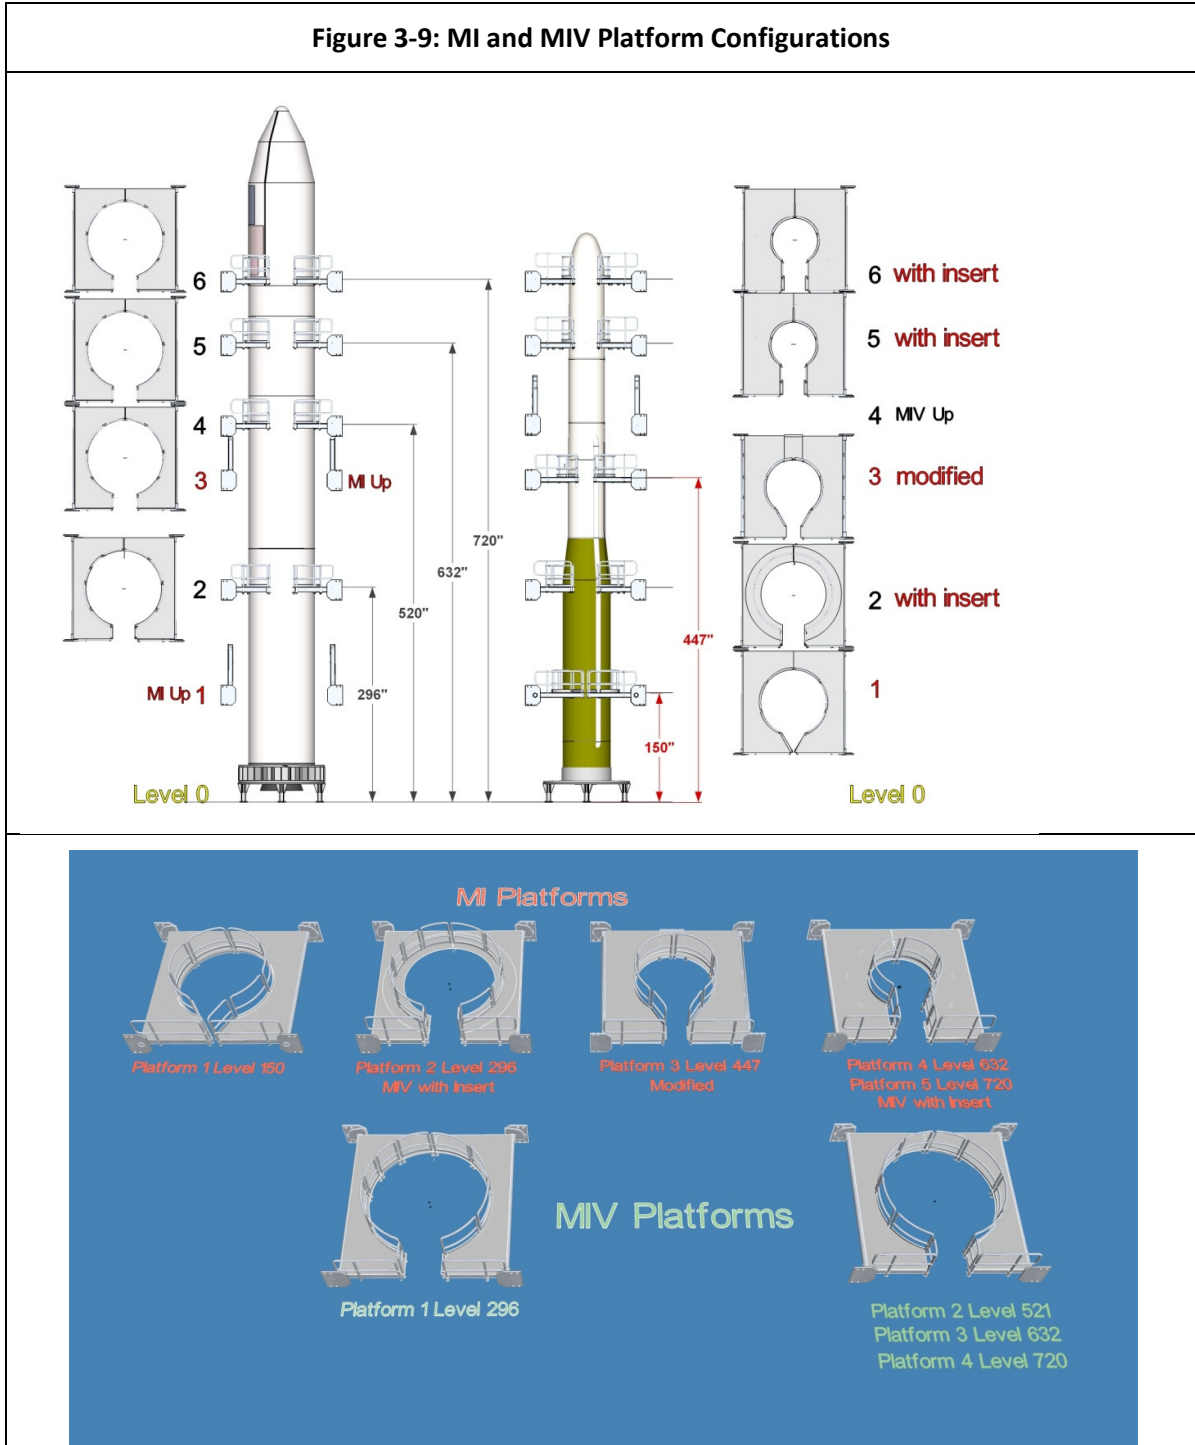 Figure 3-9: MI and MIV Platform Configurations
6
5
4
3
MI Up
2
MI Up 1
Level 0
720"
632"
520"
296"
447"
150"
6 with insert
5 with insert
4 MIV Up
3 modified
2 with insert
1
Level 0
MI Platforms
Platform 1 Level 150
Platform 2 Level 296
MIV with Insert
Platform 3 Level 447
Modified
Platform 4 Level 632
Platform 5 Level 720
MIV with Insert
MIV Platforms
Platform 1 Level 296
Platform 2 Level 521
Platform 3 Level 632
Platform 4 Level 720